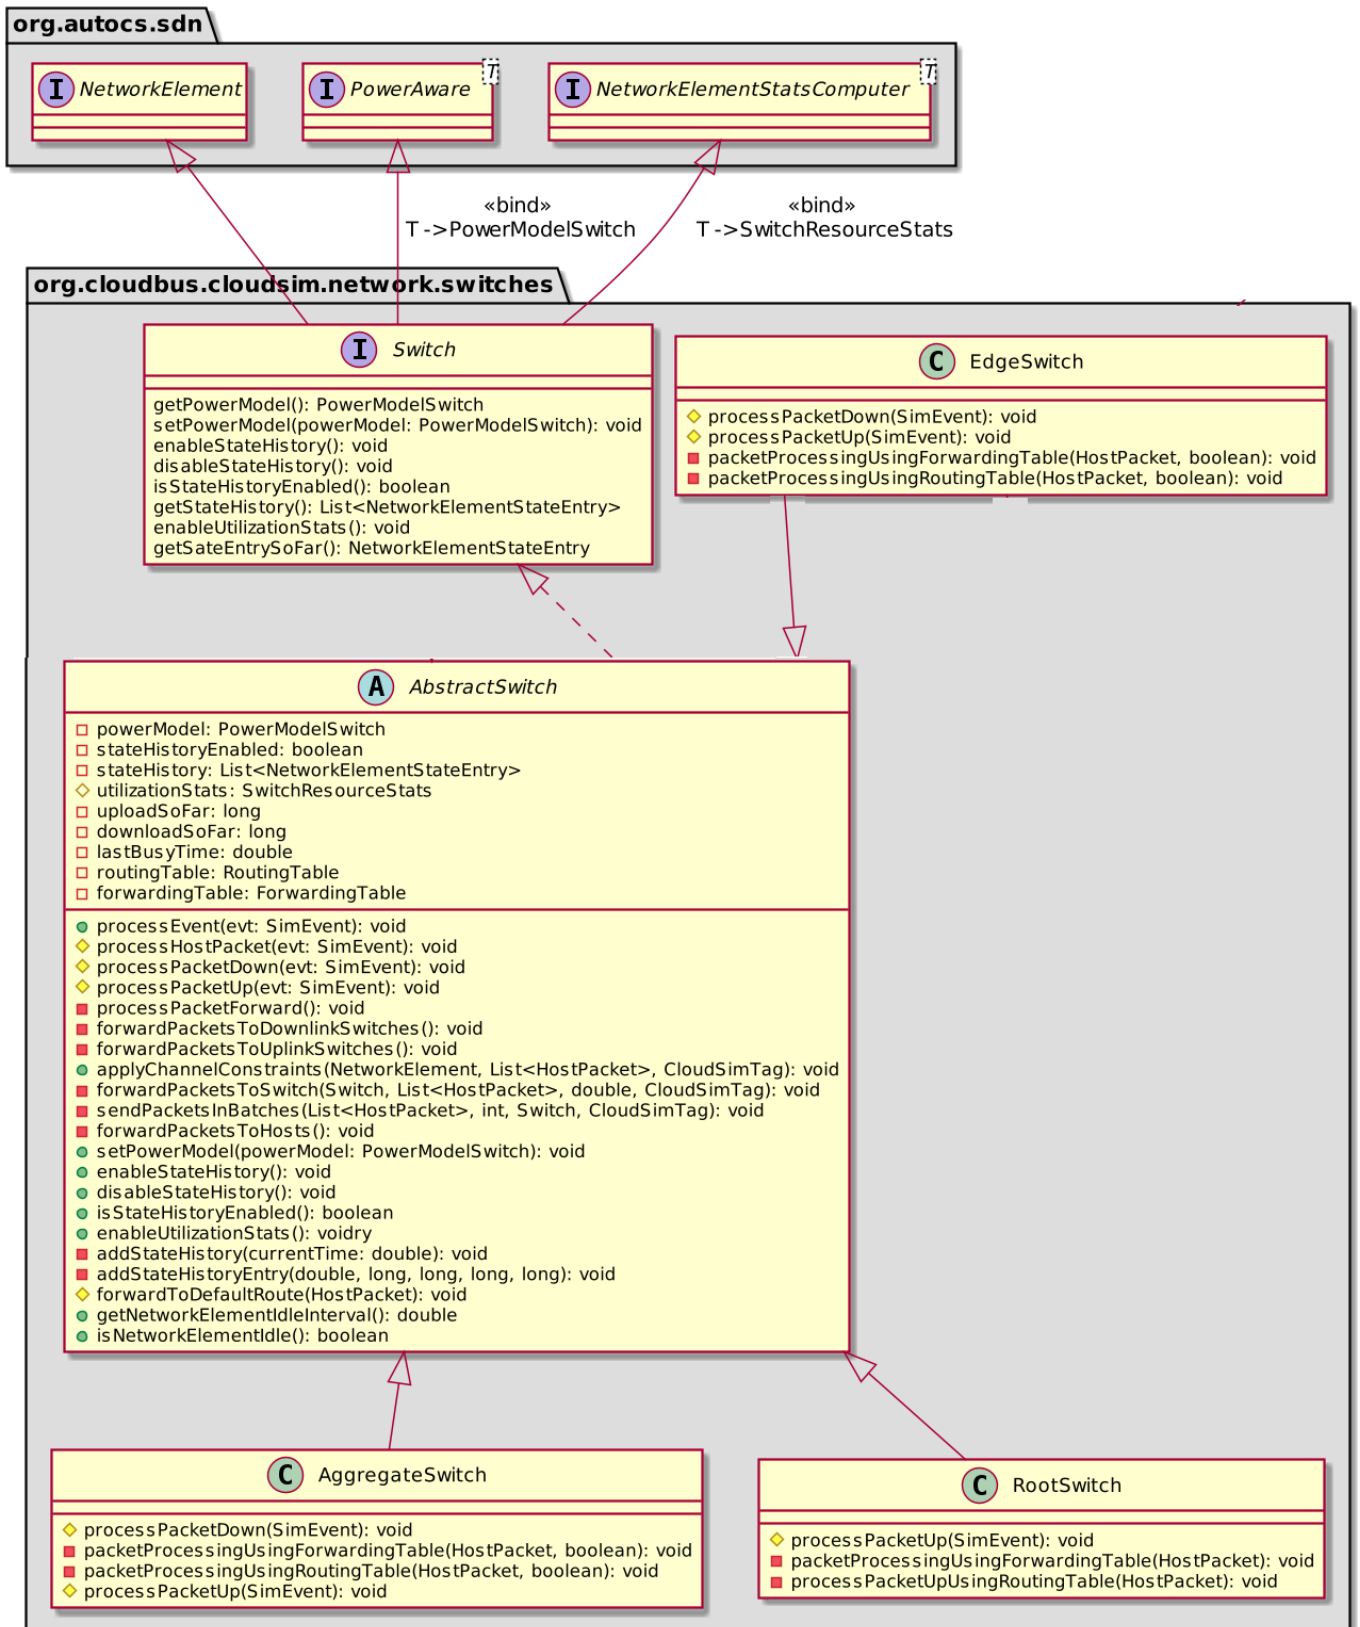 org.autocs.sdn
I NetworkElement
I PowerAware T
I NetworkElementStatsComputer T
«bind»
T ->PowerModelSwitch
«bind»
T ->SwitchResourceStats
org.cloudbus.cloudsim.network.switches
I Switch
getPowerModel(): PowerModelSwitch
setPowerModel(powerModel: PowerModelSwitch): void
enableStateHistory(): void
disableStateHistory(): void
isStateHistoryEnabled(): boolean
getStateHistory(): List<NetworkElementStateEntry>
enableUtilizationStats(): void
getSateEntrySoFar(): NetworkElementStateEntry
C EdgeSwitch
processPacketDown(SimEvent): void
processPacketUp(SimEvent): void
packetProcessingUsingForwardingTable(HostPacket, boolean): void
packetProcessingUsingRoutingTable(HostPacket, boolean): void
A AbstractSwitch
powerModel: PowerModelSwitch
stateHistoryEnabled: boolean
stateHistory: List<NetworkElementStateEntry>
utilizationStats: SwitchResourceStats
uploadSoFar: long
downloadSoFar: long
lastBusyTime: double
routingTable: RoutingTable
forwardingTable: ForwardingTable
processEvent(evt: SimEvent): void
processHostPacket(evt: SimEvent): void
processPacketDown(evt: SimEvent): void
processPacketUp(evt: SimEvent): void
processPacketForward(): void
forwardPacketsToDownlinkSwitches(): void
forwardPacketsToUplinkSwitches(): void
applyChannelConstraints(NetworkElement, List<HostPacket>, CloudSimTag): void
forwardPacketsToSwitch(Switch, List<HostPacket>, double, CloudSimTag): void
sendPacketsInBatches(List<HostPacket>, int, Switch, CloudSimTag): void
forwardPacketsToHosts(): void
setPowerModel(powerModel: PowerModelSwitch): void
enableStateHistory(): void
disableStateHistory(): void
isStateHistoryEnabled(): boolean
enableUtilizationStats(): voidry
addStateHistory(currentTime: double): void
addStateHistoryEntry(double, long, long, long, long): void
forwardToDefaultRoute(HostPacket): void
getNetworkElementIdleInterval(): double
isNetworkElementIdle(): boolean
C AggregateSwitch
processPacketDown(SimEvent): void
packetProcessingUsingForwardingTable(HostPacket, boolean): void
packetProcessingUsingRoutingTable(HostPacket, boolean): void
processPacketUp(SimEvent): void
C RootSwitch
processPacketUp(SimEvent): void
packetProcessingUsingForwardingTable(HostPacket): void
processPacketUpUsingRoutingTable(HostPacket): void